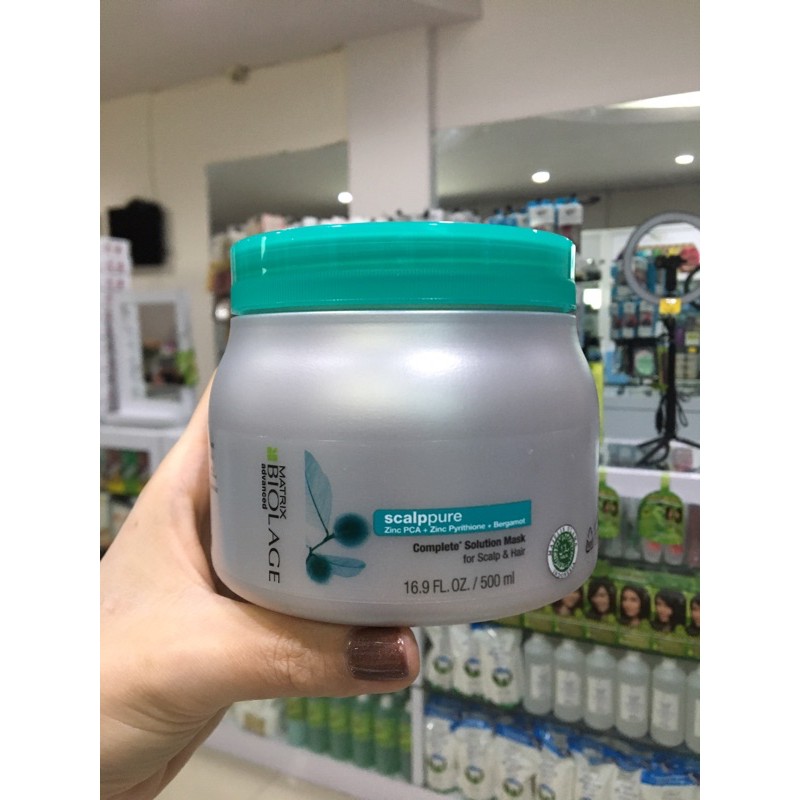 MATRIX
BIOLAGE
advanced
scalppure
Zinc PCA + Zinc Pyrithione + Bergamot
Complete* Solution Mask
for Scalp & Hair
16.9 FL. OZ. / 500 ml